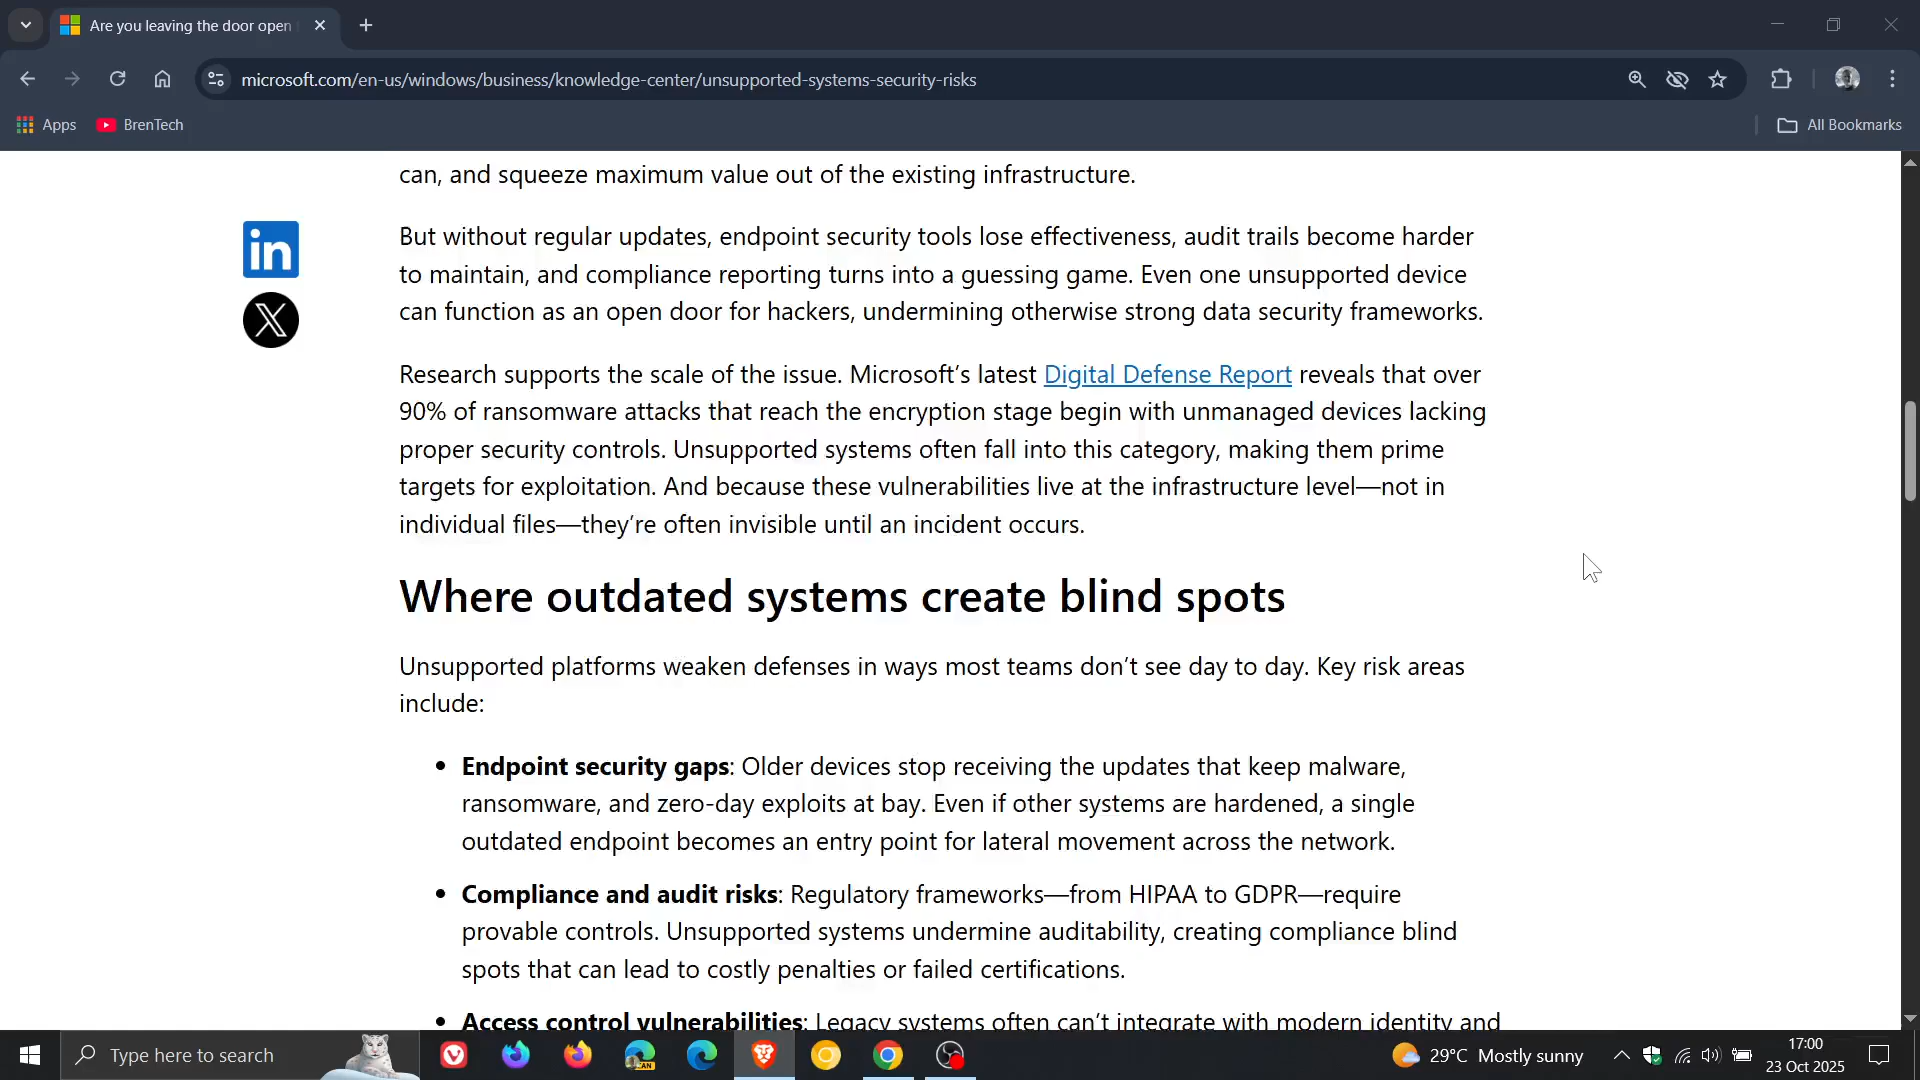 Are you leaving the door open
microsoft.com/en-us/windows/business/knowledge-center/unsupported-systems-security-risks
Apps
BrenTech
All Bookmarks
can, and squeeze maximum value out of the existing infrastructure.
in
But without regular updates, endpoint security tools lose effectiveness, audit trails become harder
to maintain, and compliance reporting turns into a guessing game. Even one unsupported device
can function as an open door for hackers, undermining otherwise strong data security frameworks.
Research supports the scale of the issue. Microsoft’s latest Digital Defense Report reveals that over
90% of ransomware attacks that reach the encryption stage begin with unmanaged devices lacking
proper security controls. Unsupported systems often fall into this category, making them prime
targets for exploitation. And because these vulnerabilities live at the infrastructure level—not in
individual files—they’re often invisible until an incident occurs.
Where outdated systems create blind spots
Unsupported platforms weaken defenses in ways most teams don’t see day to day. Key risk areas
include:
• Endpoint security gaps: Older devices stop receiving the updates that keep malware,
ransomware, and zero-day exploits at bay. Even if other systems are hardened, a single
outdated endpoint becomes an entry point for lateral movement across the network.
• Compliance and audit risks: Regulatory frameworks—from HIPAA to GDPR—require
provable controls. Unsupported systems undermine auditability, creating compliance blind
spots that can lead to costly penalties or failed certifications.
• Access control vulnerabilities: Legacy systems often can’t integrate with modern identity and
Type here to search
CAN
29°C Mostly sunny
17:00
23 Oct 2025